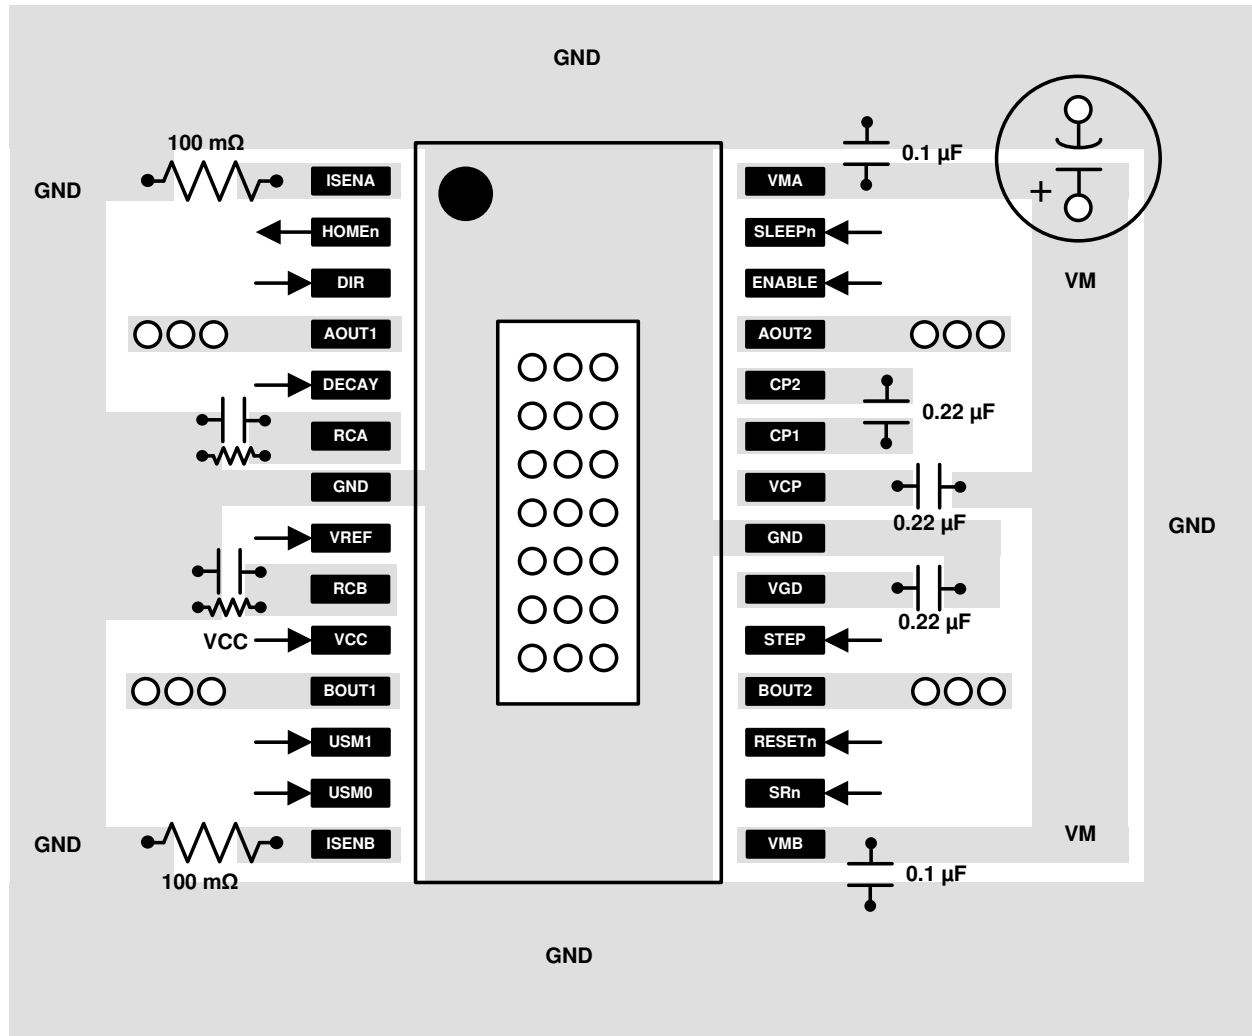 GND
100 mΩ
0.1 µF
GND
ISENA
VMA
+
HOMEn
SLEEPn
DIR
ENABLE
VM
AOUT1
AOUT2
DECAY
CP2
0.22 µF
RCA
CP1
GND
VCP
0.22 µF
GND
VREF
GND
RCB
VGD
0.22 µF
VCC
VCC
STEP
BOUT1
BOUT2
USM1
RESETn
USM0
SRn
VM
GND
ISENB
VMB
100 mΩ
0.1 µF
GND